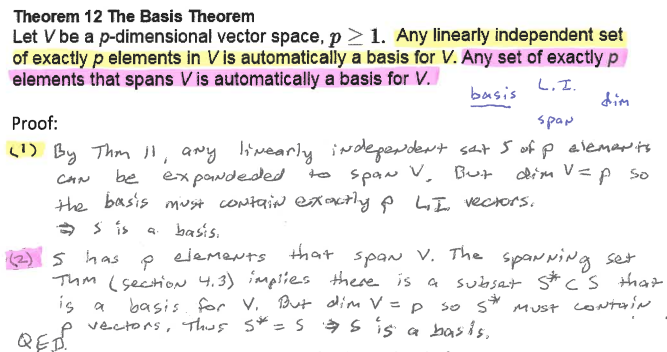 Theorem 12 The Basis Theorem
Let V be a p-dimensional vector space, p ≥ 1. Any linearly independent set
of exactly p elements in V is automatically a basis for V. Any set of exactly p
elements that spans V is automatically a basis for V.
basis L.I. dim
span
Proof:
(1) By Thm 11, any linearly independent set S of p elements
can be expandeded to span V. But dim V = p so
the basis must contain exactly p L.I. vectors.
⇒ S is a basis.
(2) S has p elements that span V. The spanning set
Thm (section 4.3) implies there is a subset S* ⊂ S that
is a basis for V. But dim V = p so S* must contain
p vectors. Thus S* = S ⇒ S is a basis.
QED.